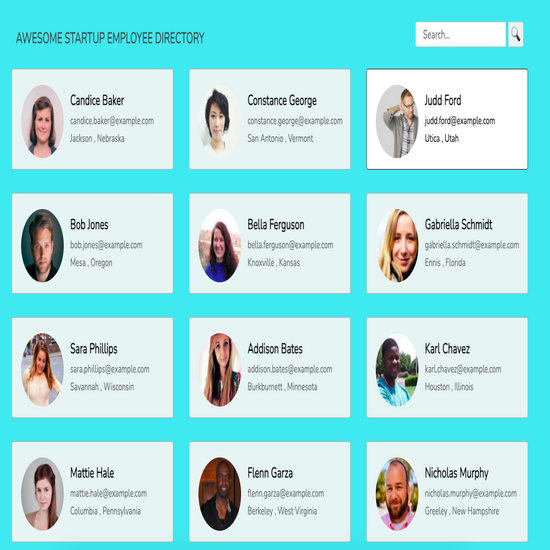 AWESOME STARTUP EMPLOYEE DIRECTORY
Search...
Candice Baker
candice.baker@example.com
Jackson , Nebraska
Constance George
constance.george@example.com
San Antonio , Vermont
Judd Ford
judd.ford@example.com
Utica , Utah
Bob Jones
bob.jones@example.com
Mesa , Oregon
Bella Ferguson
bella.ferguson@example.com
Knoxville , Kansas
Gabriella Schmidt
gabriella.schmidt@example.com
Ennis , Florida
Sara Phillips
sara.phillips@example.com
Savannah , Wisconsin
Addison Bates
addison.bates@example.com
Burkburnett , Minnesota
Karl Chavez
karl.chavez@example.com
Houston , Illinois
Mattie Hale
mattie.hale@example.com
Columbia , Pennsylvania
Flenn Garza
flenn.garza@example.com
Berkeley , West Virginia
Nicholas Murphy
nicholas.murphy@example.com
Greeley , New Hampshire